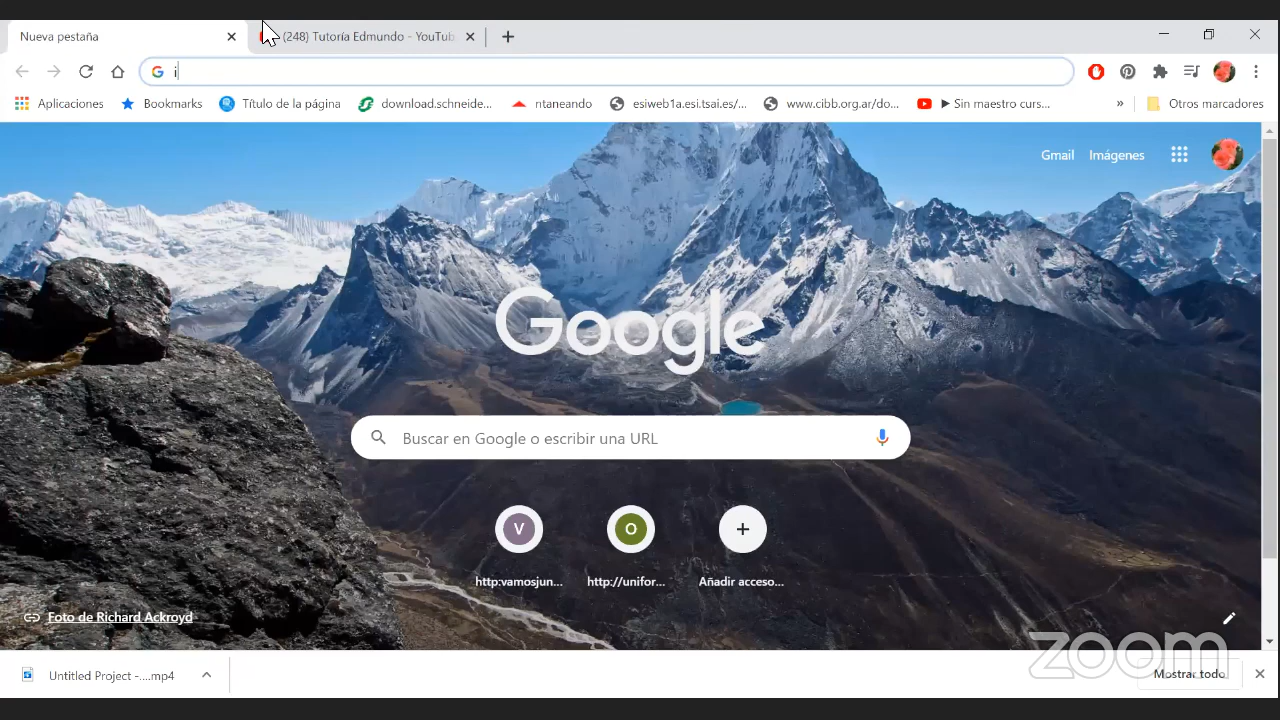 Nueva pestaña
(248) Tutoría Edmundo - YouTub
i
Aplicaciones
Bookmarks
Título de la página
download.schneide...
ntaneando
esiweb1a.esi.tsai.es/...
www.cibb.org.ar/do...
Sin maestro curs...
»
Otros marcadores
Gmail
Imágenes
Google
Buscar en Google o escribir una URL
V
O
http:vamosjun...
http://unifor...
Añadir acceso...
Foto de Richard Ackroyd
zoom
Untitled Project -....mp4
Mostrar todo